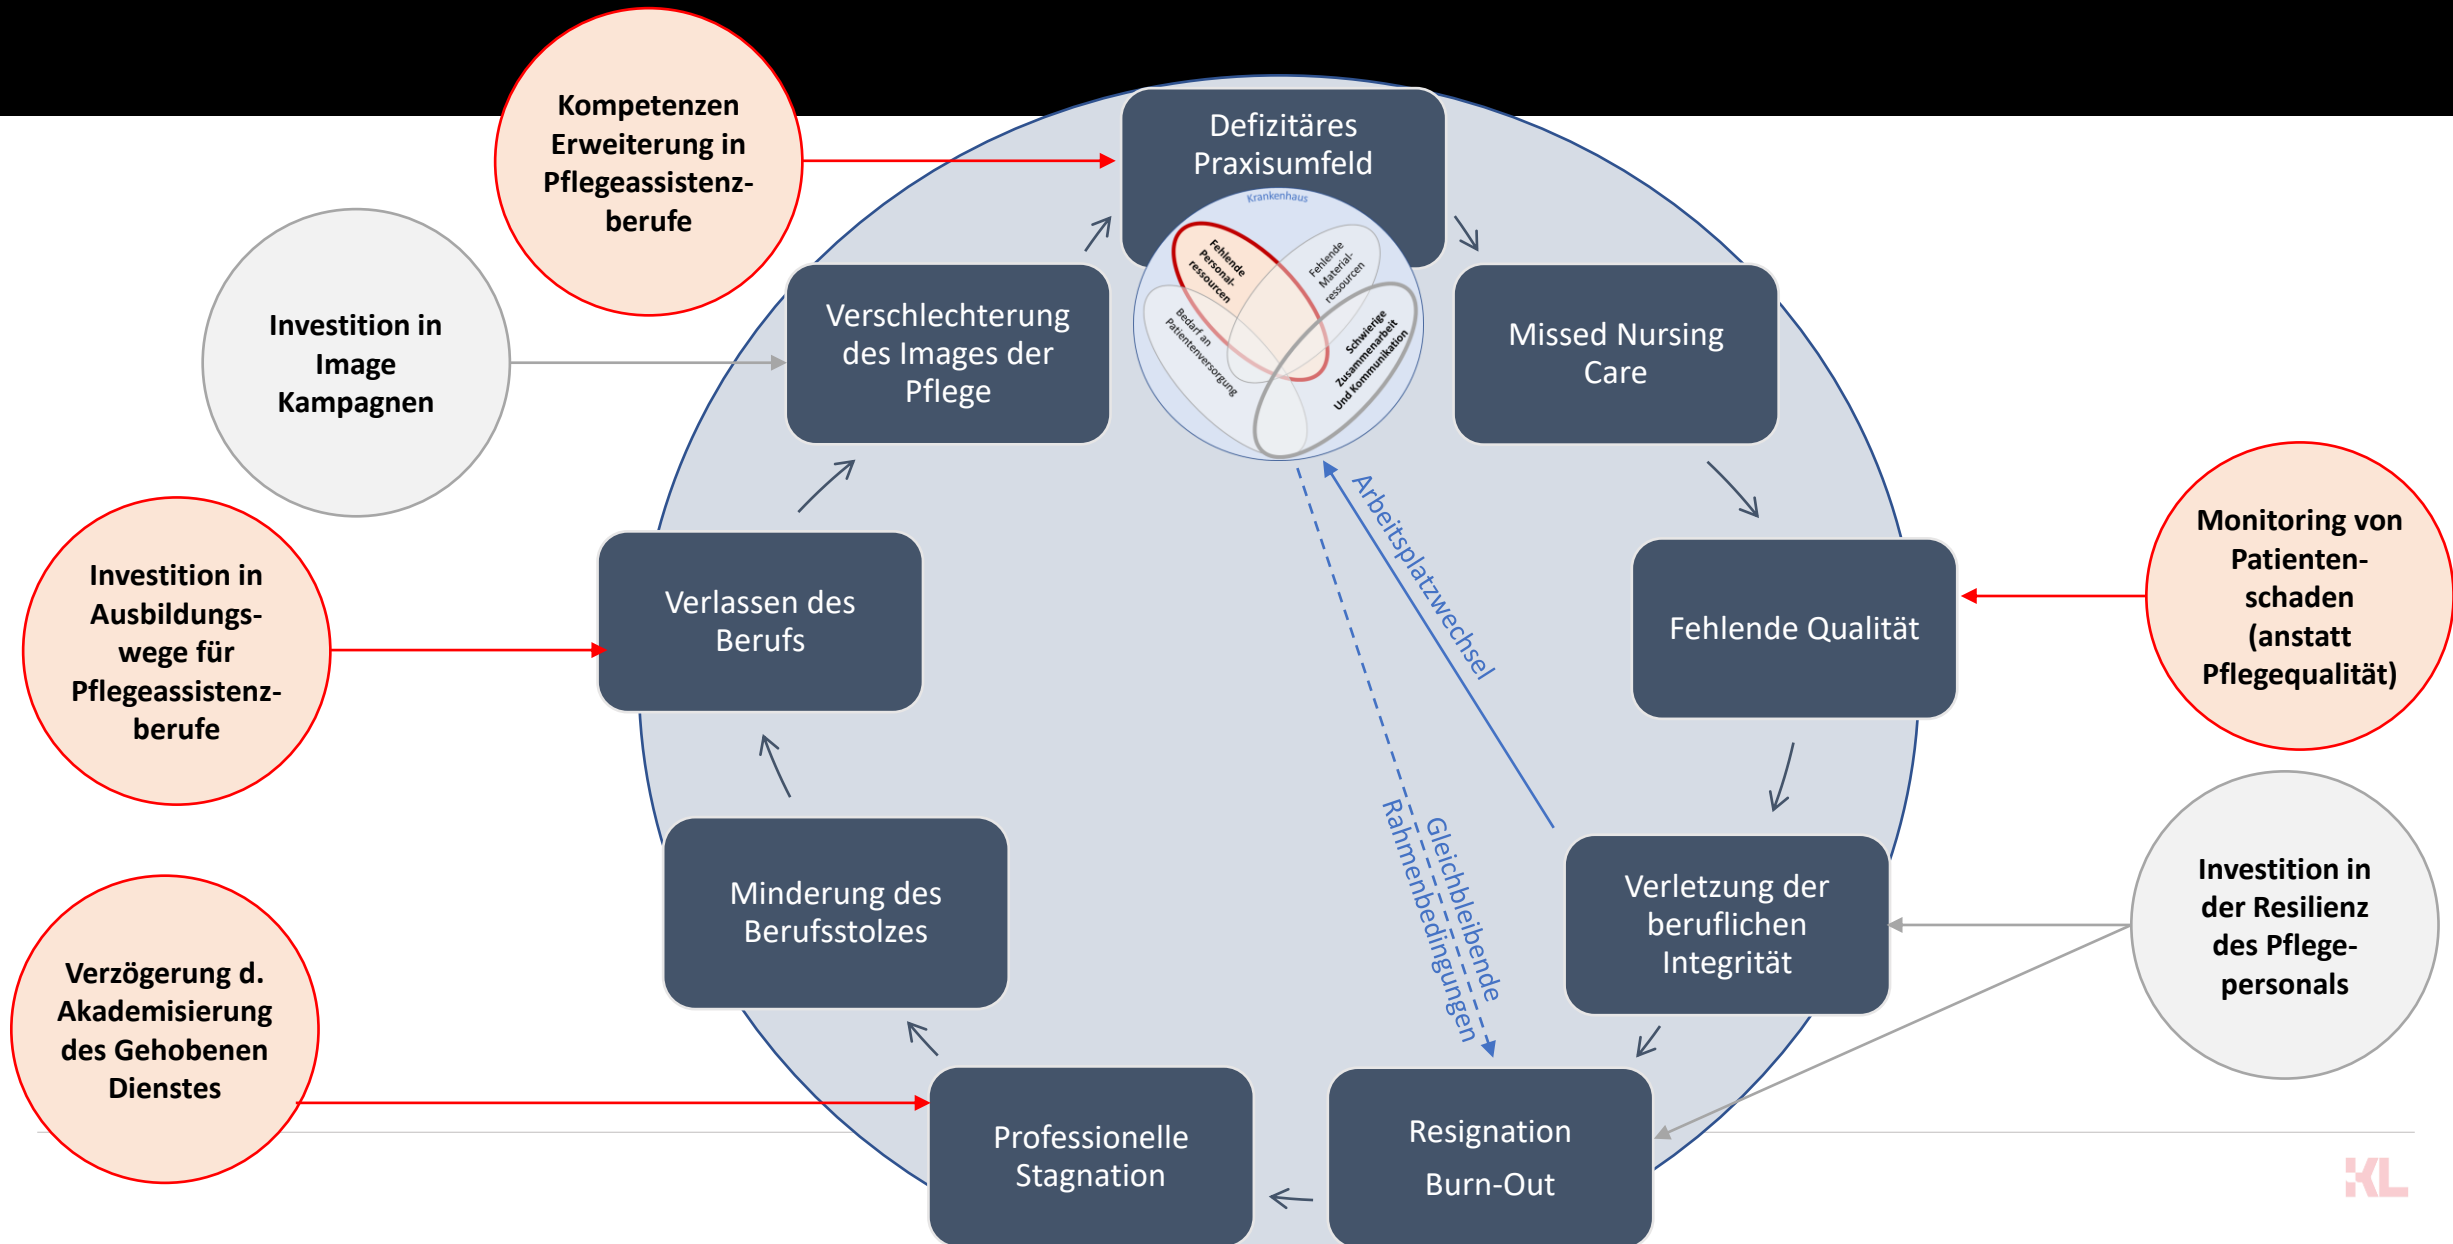 Kompetenzen
Erweiterung in
Pflegeassistenz-
berufe
Defizitäres
Praxisumfeld
Krankenhaus
Fehlende
Personal-
ressourcen
Fehlende
Material-
ressourcen
Bedarf an
Patientenversorgung
Schwierige
Zusammenarbeit
Und Kommunikation
Investition in
Image
Kampagnen
Verschlechterung
des Images der
Pflege
Missed Nursing
Care
Arbeitsplatzwechsel
Investition in
Ausbildungs-
wege für
Pflegeassistenz-
berufe
Verlassen des
Berufs
Fehlende Qualität
Monitoring von
Patienten-
schaden
(anstatt
Pflegequalität)
Gleichbleibende
Rahmenbedingungen
Minderung des
Berufsstolzes
Verletzung der
beruflichen
Integrität
Investition in
der Resilienz
des Pflege-
personals
Verzögerung d.
Akademisierung
des Gehobenen
Dienstes
Professionelle
Stagnation
Resignation
Burn-Out
KL